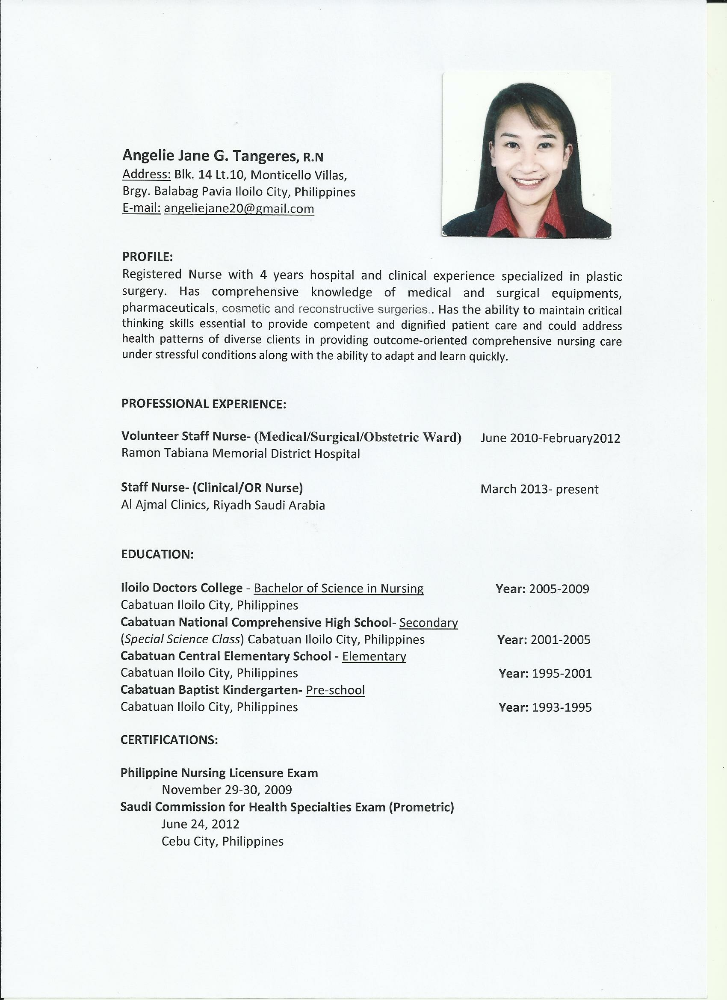 Angelie Jane G. Tangeres, R.N
Address: Blk. 14 Lt.10, Monticello Villas,
Brgy. Balabag Pavia Iloilo City, Philippines
E-mail: angeliejane20@gmail.com
PROFILE:
Registered Nurse with 4 years hospital and clinical experience specialized in plastic
surgery. Has comprehensive knowledge of medical and surgical equipments,
pharmaceuticals, cosmetic and reconstructive surgeries.. Has the ability to maintain critical
thinking skills essential to provide competent and dignified patient care and could address
health patterns of diverse clients in providing outcome-oriented comprehensive nursing care
under stressful conditions along with the ability to adapt and learn quickly.
PROFESSIONAL EXPERIENCE:
Volunteer Staff Nurse- (Medical/Surgical/Obstetric Ward) June 2010-February2012
Ramon Tabiana Memorial District Hospital
Staff Nurse- (Clinical/OR Nurse) March 2013- present
Al Ajmal Clinics, Riyadh Saudi Arabia
EDUCATION:
Iloilo Doctors College - Bachelor of Science in Nursing Year: 2005-2009
Cabatuan Iloilo City, Philippines
Cabatuan National Comprehensive High School- Secondary
(Special Science Class) Cabatuan Iloilo City, Philippines Year: 2001-2005
Cabatuan Central Elementary School - Elementary
Cabatuan Iloilo City, Philippines Year: 1995-2001
Cabatuan Baptist Kindergarten- Pre-school
Cabatuan Iloilo City, Philippines Year: 1993-1995
CERTIFICATIONS:
Philippine Nursing Licensure Exam
November 29-30, 2009
Saudi Commission for Health Specialties Exam (Prometric)
June 24, 2012
Cebu City, Philippines